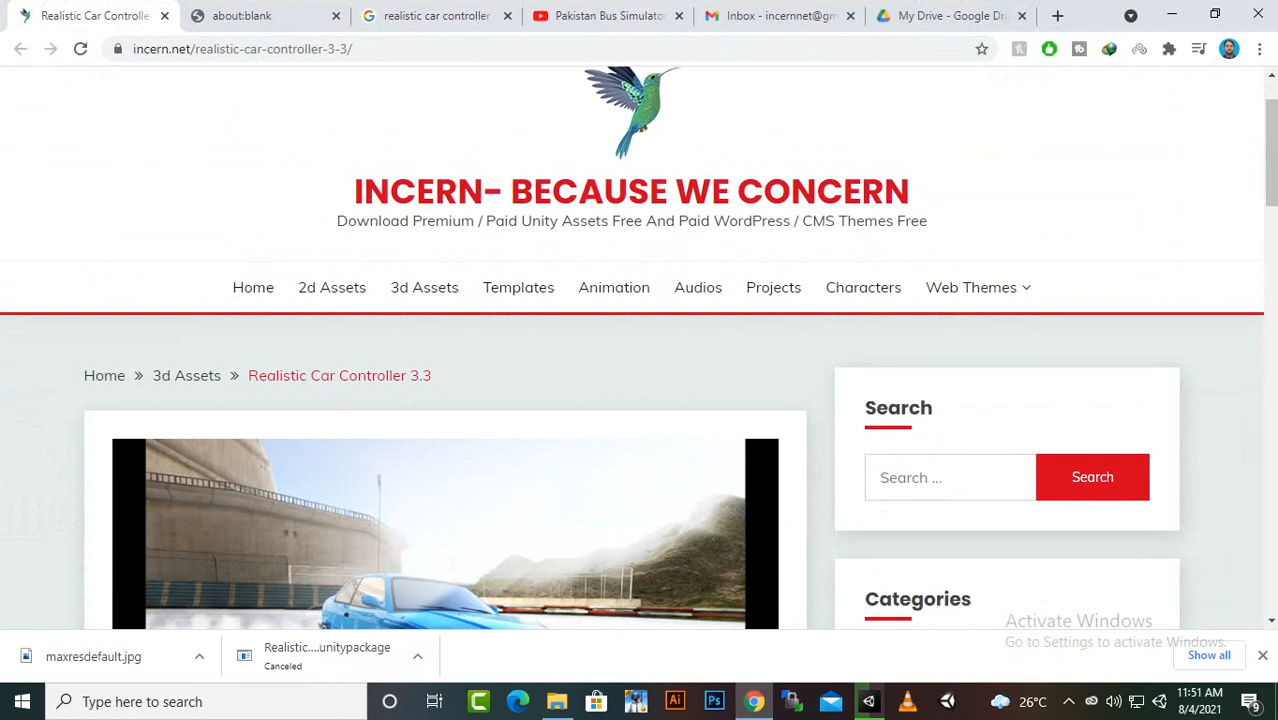 Realistic Car Controlle
about:blank
realistic car controller
Pakistan Bus Simulato
Inbox - incernnet@gm
My Drive - Google Dri
incern.net/realistic-car-controller-3-3/
INCERN- BECAUSE WE CONCERN
Download Premium / Paid Unity Assets Free And Paid WordPress / CMS Themes Free
Home 2d Assets 3d Assets Templates Animation Audios Projects Characters Web Themes
Home » 3d Assets » Realistic Car Controller 3.3
Search
Search ...
Search
Categories
Activate Windows
Go to Settings to activate Windows.
maxresdefault.jpg
Realistic....unitypackage
Canceled
Show all
Type here to search
Ai
Ps
26°C
11:51 AM
8/4/2021
9